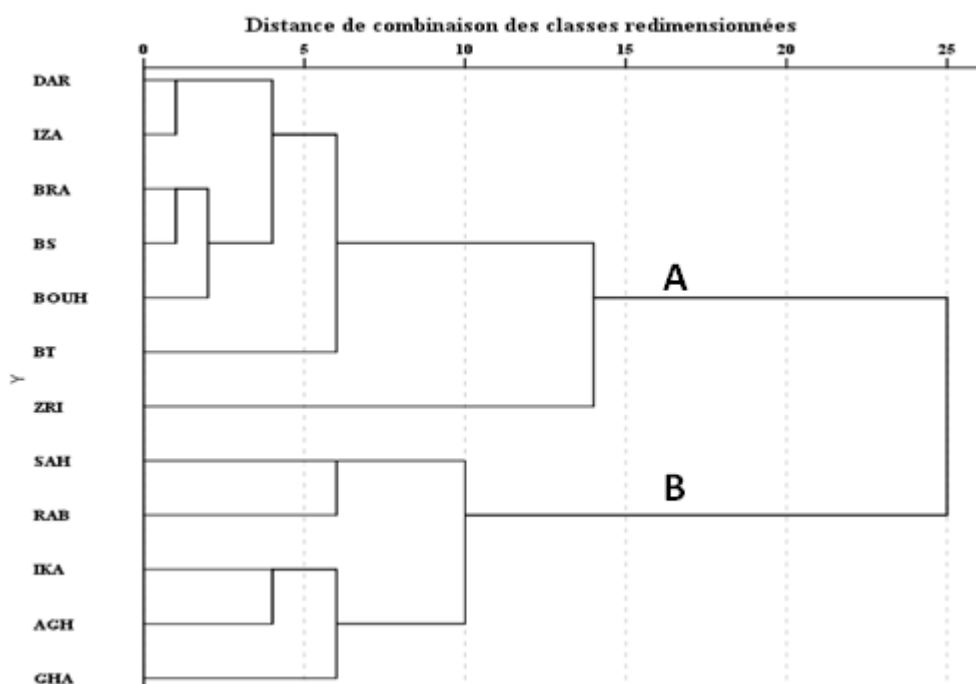 Distance de combinaison des classes redimensionnées
0 5 10 15 20 25
DAR
IZA
BRA
BS
BOUH
A
BT
Y
ZRI
SAH
B
RAB
IKA
AGH
GHA